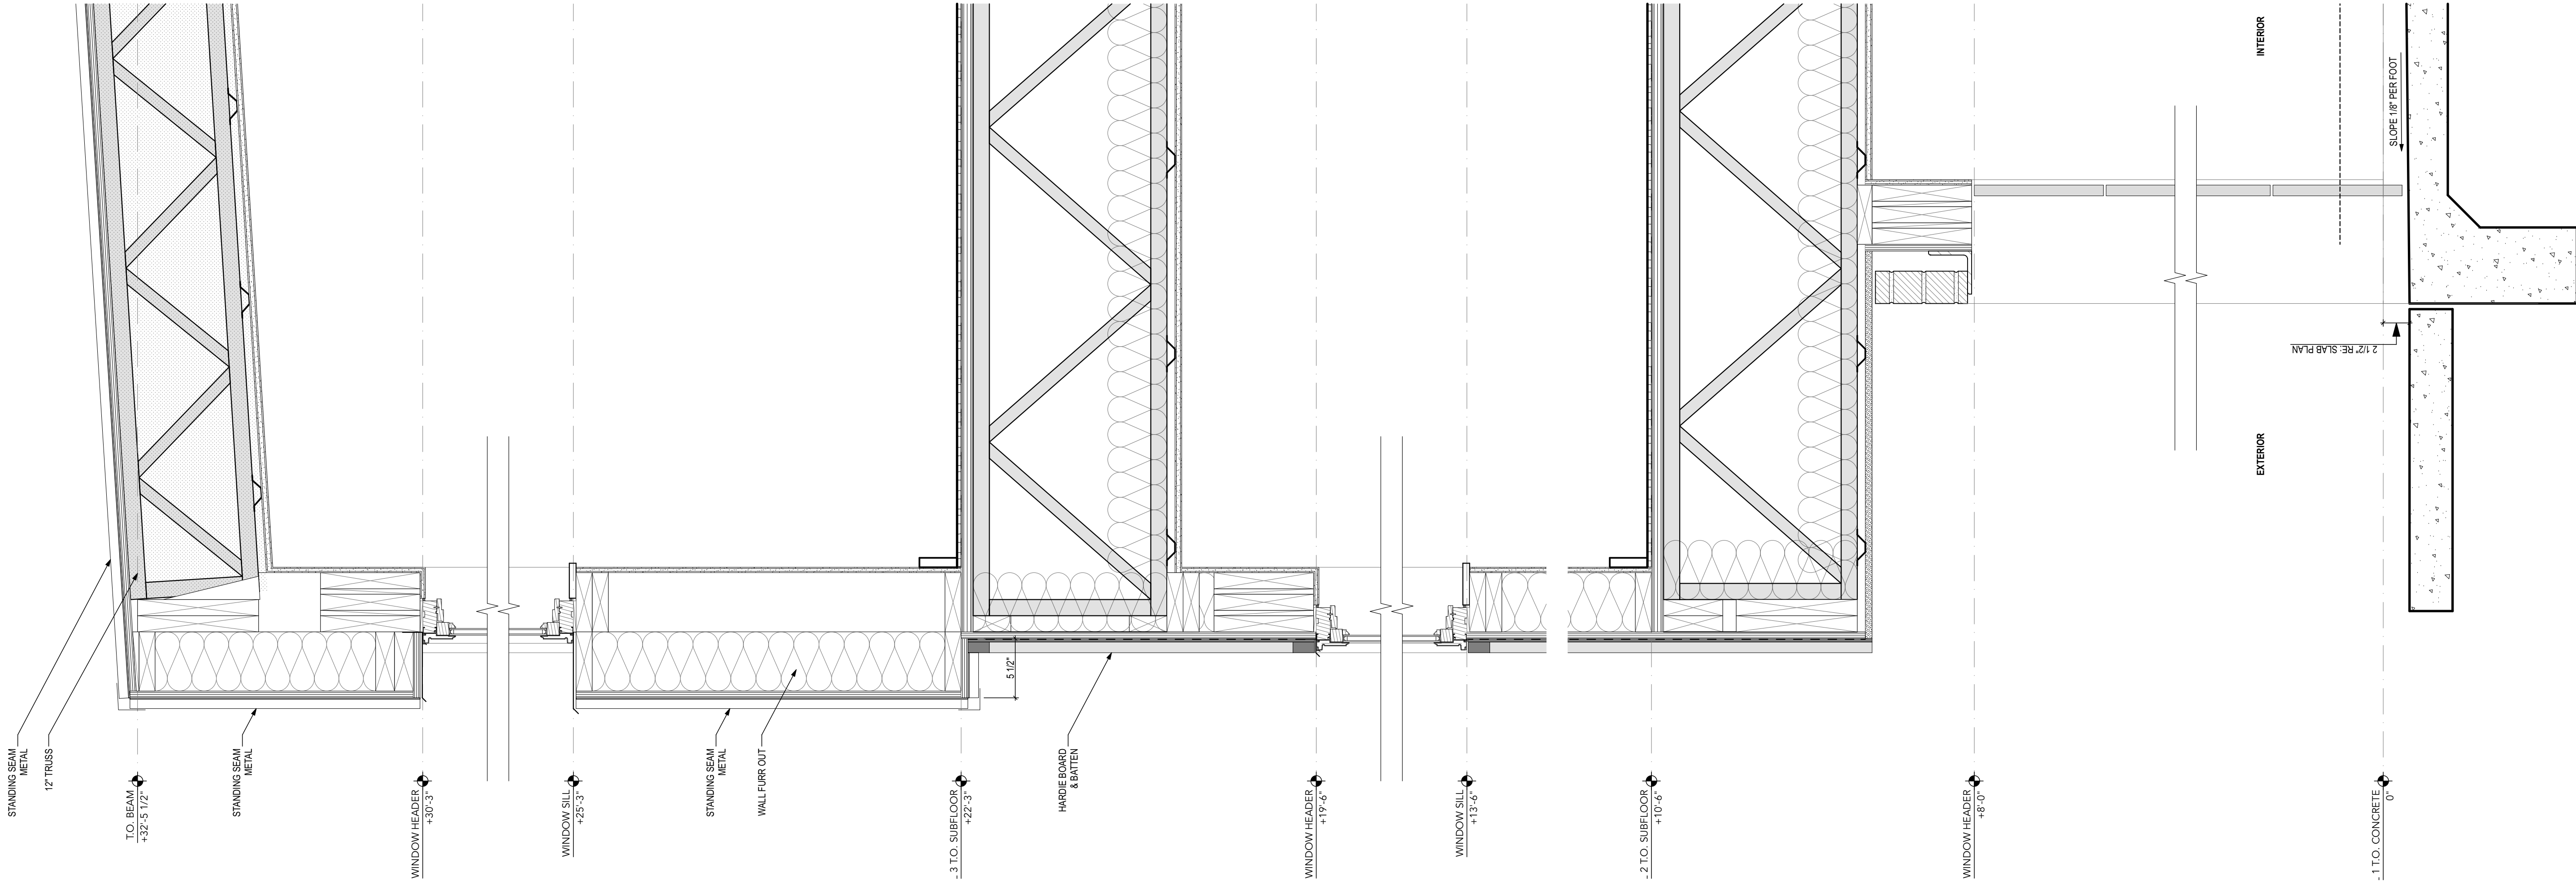 STANDING SEAM
METAL
12" TRUSS
T.O. BEAM
+32'-5 1/2"
STANDING SEAM
METAL
WINDOW HEADER
+30'-3"
WINDOW SILL
+25'-3"
STANDING SEAM
METAL
WALL FURR OUT
- 3 T.O. SUBFLOOR
+22'-3"
5 1/2"
HARDIE BOARD
& BATTEN
WINDOW HEADER
+19'-6"
WINDOW SILL
+13'-6"
- 2 T.O. SUBFLOOR
+10'-6"
WINDOW HEADER
+8'-0"
INTERIOR
EXTERIOR
2 1/2" RE: SLAB PLAN
SLOPE 1/8" PER FOOT
- 1 T.O. CONCRETE
0"